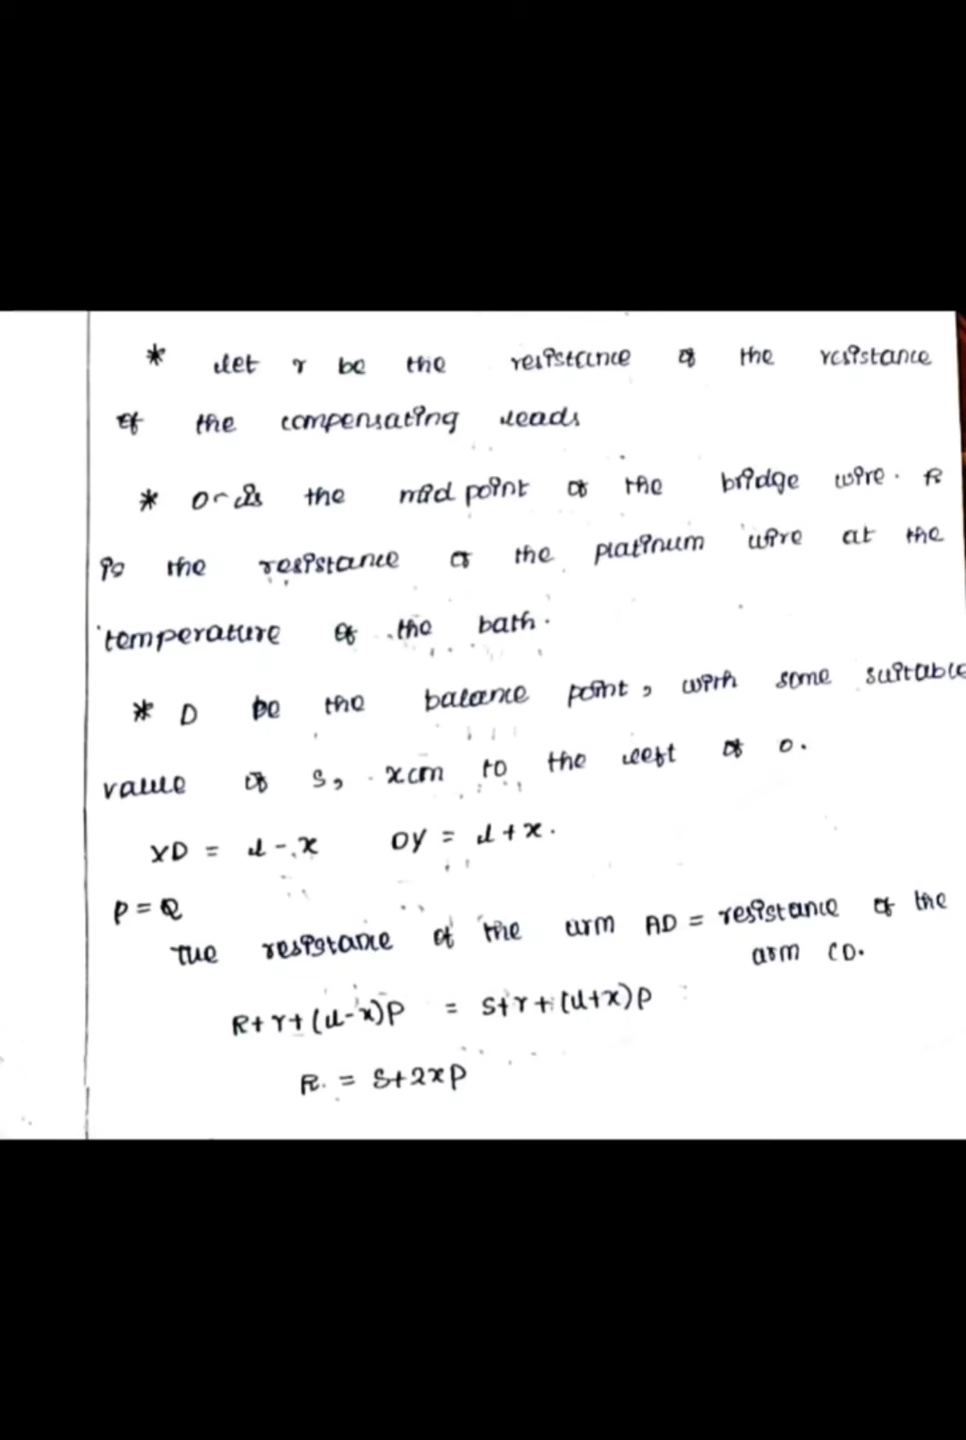 * Let r be the resistance of the resistance
of the compensating leads
* O is the mid point of the bridge wire. R
is the resistance of the platinum wire at the
temperature of the bath.
* D be the balance point, with some suitable
value of S, x cm to the left of O.
XD = l - x OY = l + x.
P = Q
The resistance of the arm AD = resistance of the
arm CD.
R + r + (l - x)ρ = S + r + (l + x)ρ
R = S + 2xρ